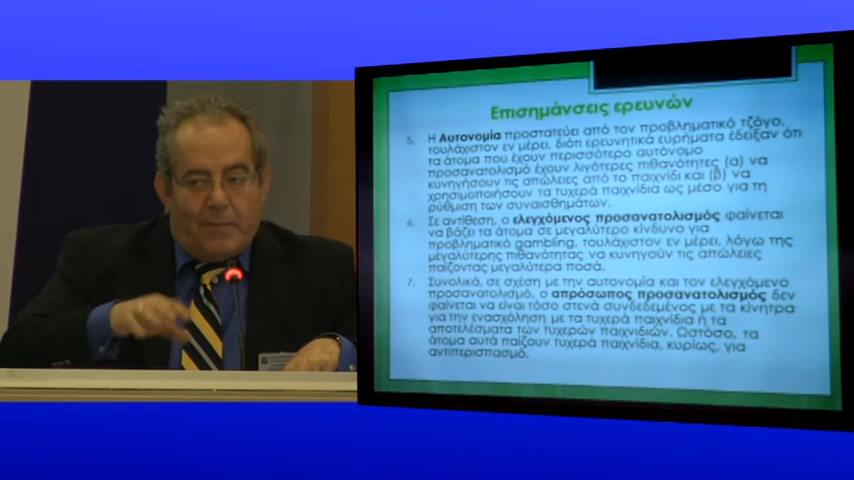 Επισημάνσεις ερευνών
5. Η Αυτονομία προστατεύει από τον προβληματικό τζόγο,
τουλάχιστον εν μέρει, διότι ερευνητικά ευρήματα έδειξαν ότι
τα άτομα που έχουν περισσότερο αυτόνομο
προσανατολισμό έχουν λιγότερες πιθανότητες (α) να
κυνηγήσουν τις απώλειες από το παιχνίδι και (β) να
χρησιμοποιήσουν τα τυχερά παιχνίδια ως μέσο για τη
ρύθμιση των συναισθημάτων.
6. Σε αντίθεση, ο ελεγχόμενος προσανατολισμός φαίνεται
να βάζει τα άτομα σε μεγαλύτερο κίνδυνο για
προβληματικό gambling, τουλάχιστον εν μέρει, λόγω της
μεγαλύτερης πιθανότητας να κυνηγούν τις απώλειες
παίζοντας μεγαλύτερα ποσά.
7. Συνολικά, σε σχέση με την αυτονομία και τον ελεγχόμενο
προσανατολισμό, ο απρόσωπος προσανατολισμός δεν
φαίνεται να είναι τόσο στενά συνδεδεμένος με τα κίνητρα
για την ενασχόληση με τα τυχερά παιχνίδια ή τα
αποτελέσματα των τυχερών παιχνιδιών. Ωστόσο, τα
άτομα αυτά παίζουν τυχερά παιχνίδια, κυρίως, για
αντιπερισπασμό.